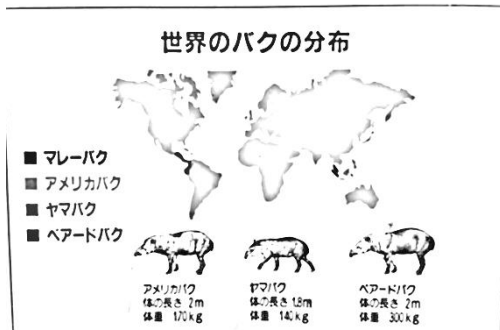 世界のバクの分布
マレーバク
アメリカバク
ヤマバク
ベアードバク
アメリカバク
体の長さ 2m
体重 170kg
ヤマバク
体の長さ 1.8m
体重 140kg
ベアードバク
体の長さ 2m
体重 300kg